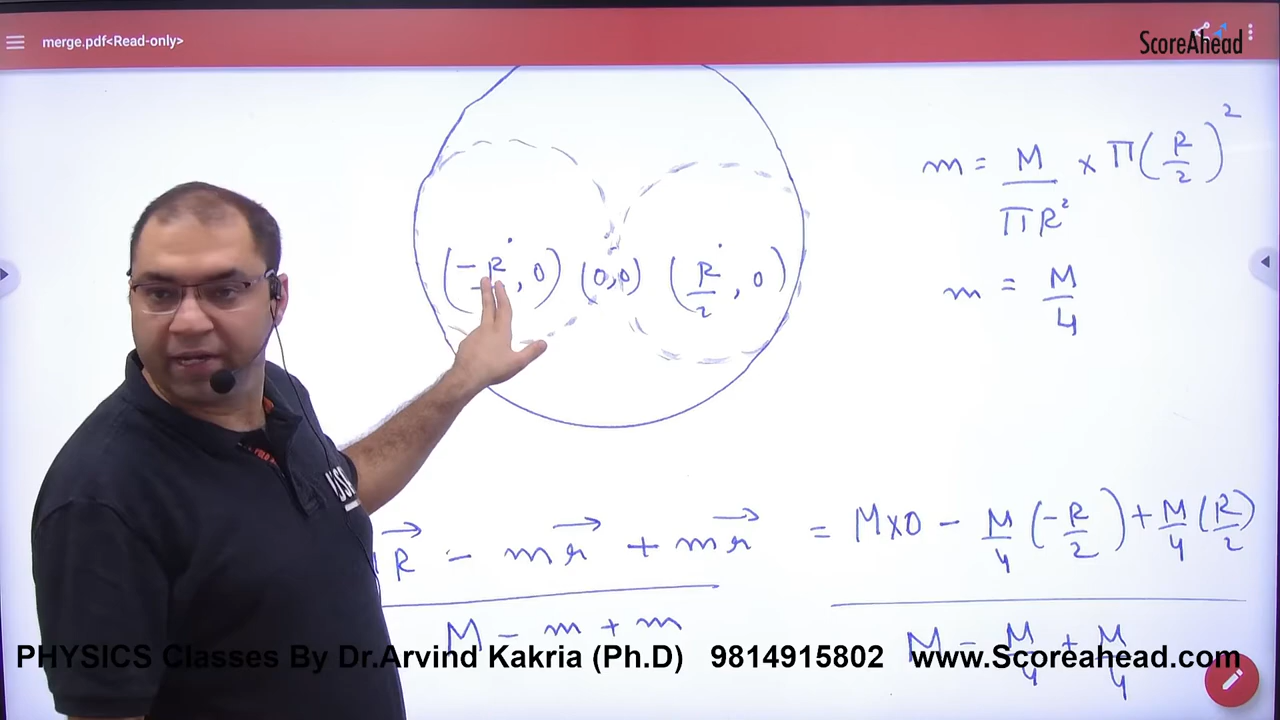 merge.pdf<Read-only>
ScoreAhead
m = M/πR² × π(R/2)²
m = M/4
(-R/2, 0) (0,0) (R/2, 0)
R⃗ - mr⃗ + mr⃗ = M×0 - M/4 (-R/2) + M/4 (R/2)
M - m + m M - M/4 + M/4
PHYSICS Classes By Dr.Arvind Kakria (Ph.D) 9814915802 www.Scoreahead.com